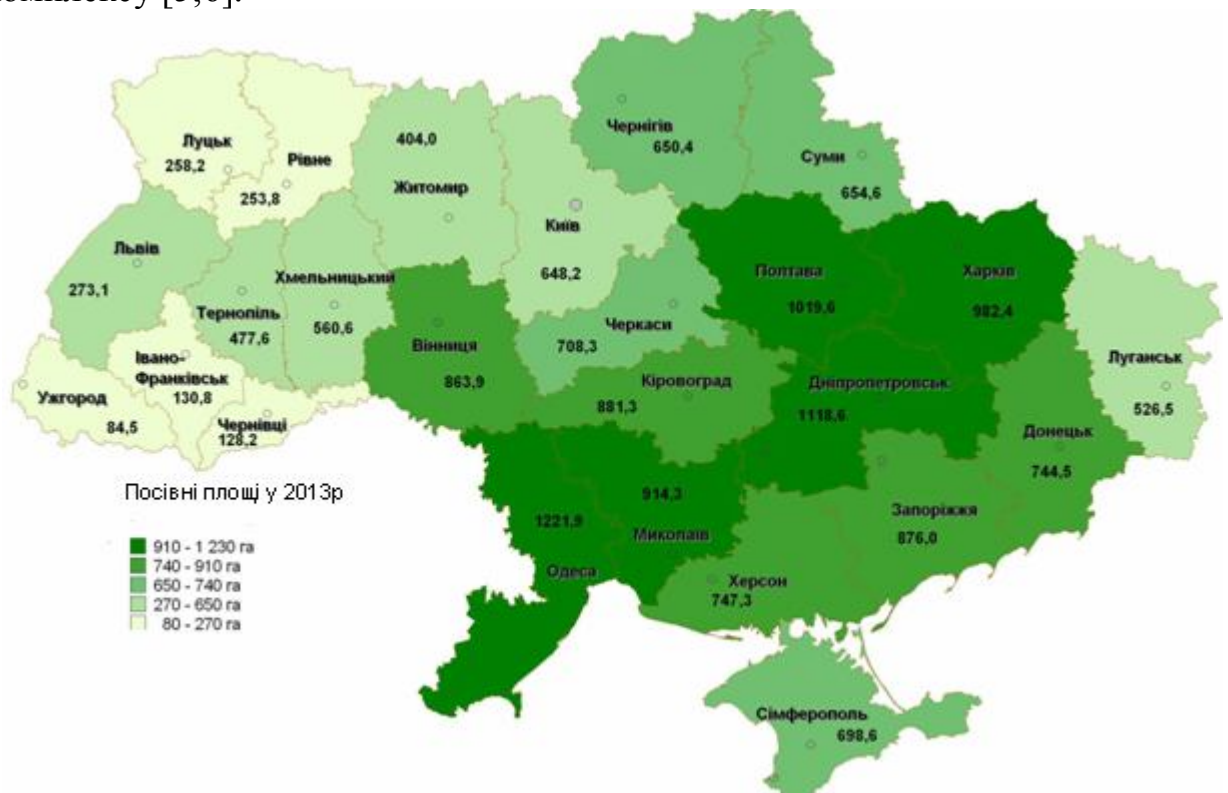 Чернігів
650,4
Суми
654,6
Луцьк
258,2
Рівне
253,8
404,0
Житомир
Київ
648,2
Львів
273,1
Тернопіль
477,6
Хмельницький
560,6
Вінниця
863,9
Черкаси
708,3
Полтава
1019,6
Харків
982,4
Луганськ
526,5
Івано-
Франківськ
130,8
Ужгород
84,5
Чернівці
128,2
Кіровоград
881,3
Дніпропетровськ
1118,6
Донецьк
744,5
914,3
Миколаїв
1221,9
Одеса
Запоріжжя
876,0
Херсон
747,3
Сімферополь
698,6
Посівні площі у 2013р
910 - 1 230 га
740 - 910 га
650 - 740 га
270 - 650 га
80 - 270 га